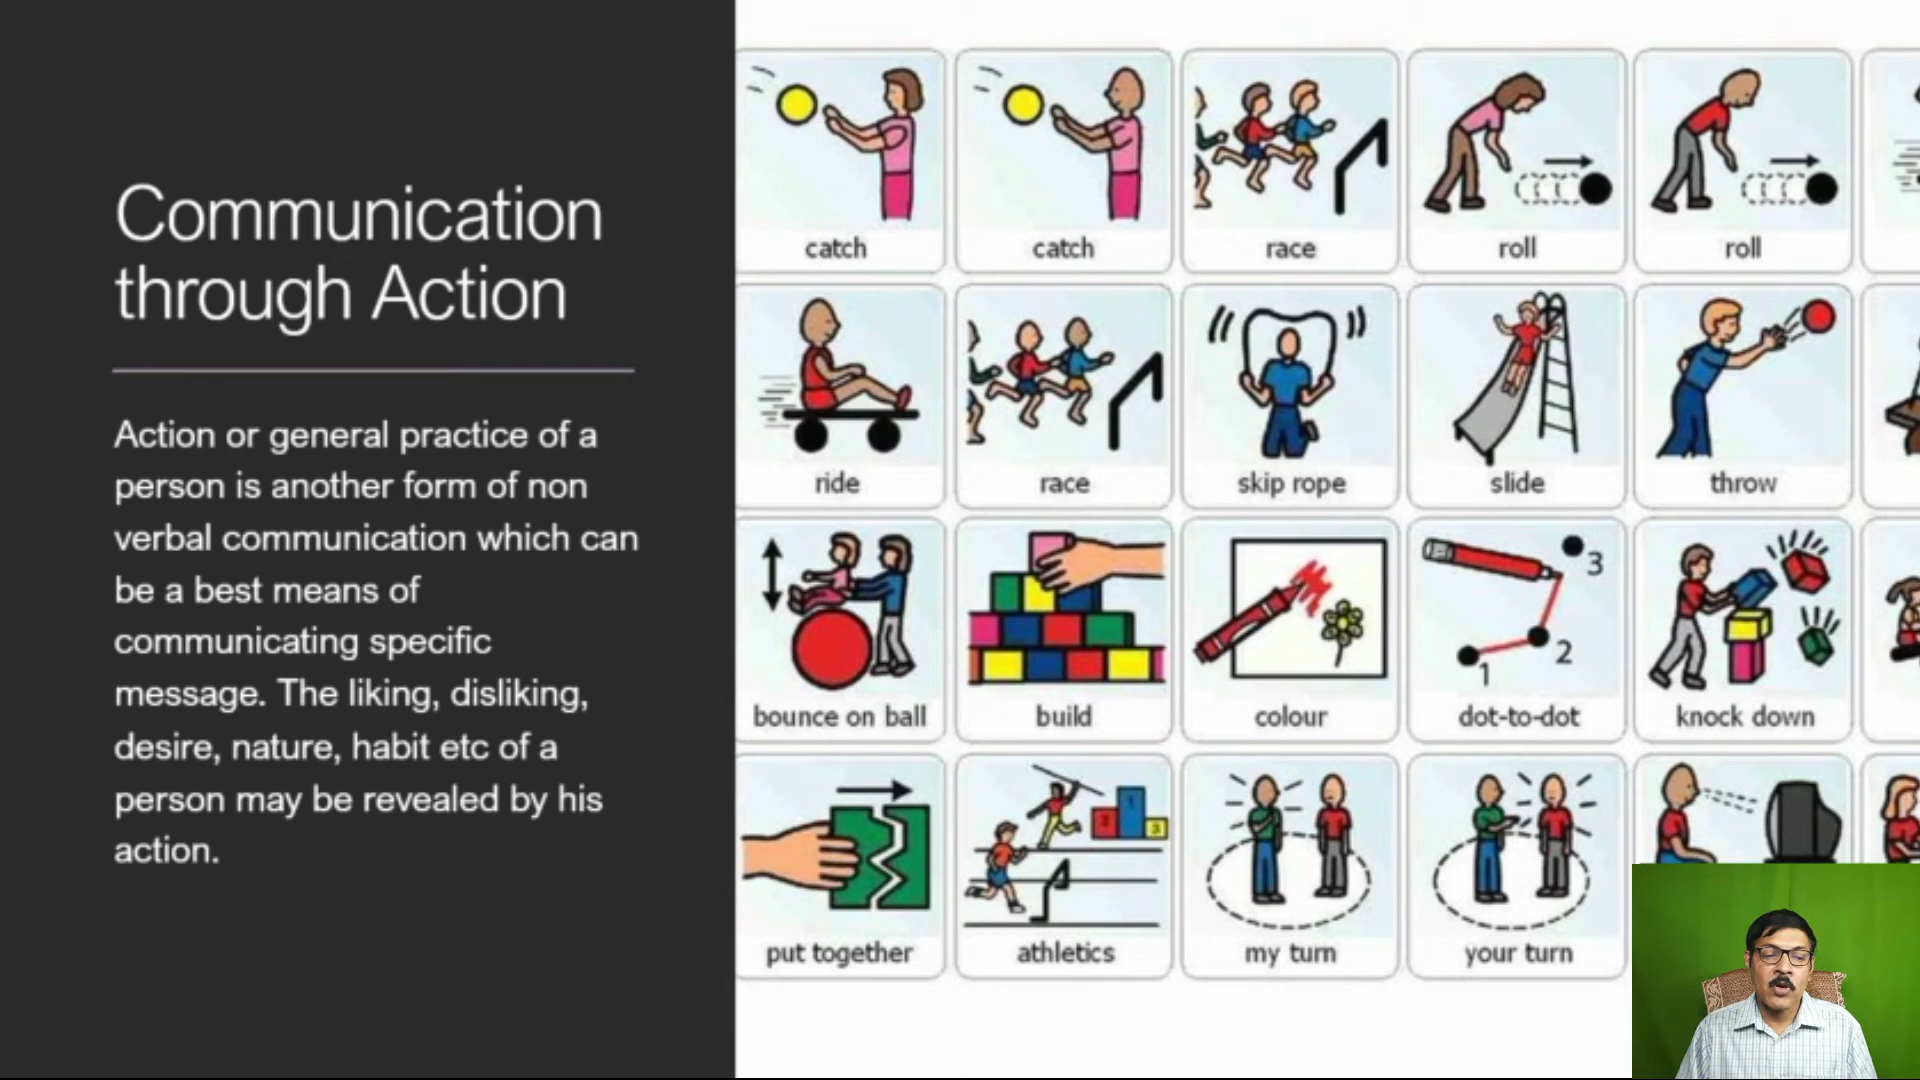 Communication
through Action
Action or general practice of a
person is another form of non
verbal communication which can
be a best means of
communicating specific
message. The liking, disliking,
desire, nature, habit etc of a
person may be revealed by his
action.
catch
catch
race
roll
roll
ride
race
skip rope
slide
throw
bounce on ball
build
colour
3
2
1
dot-to-dot
knock down
put together
1
2
3
athletics
my turn
your turn